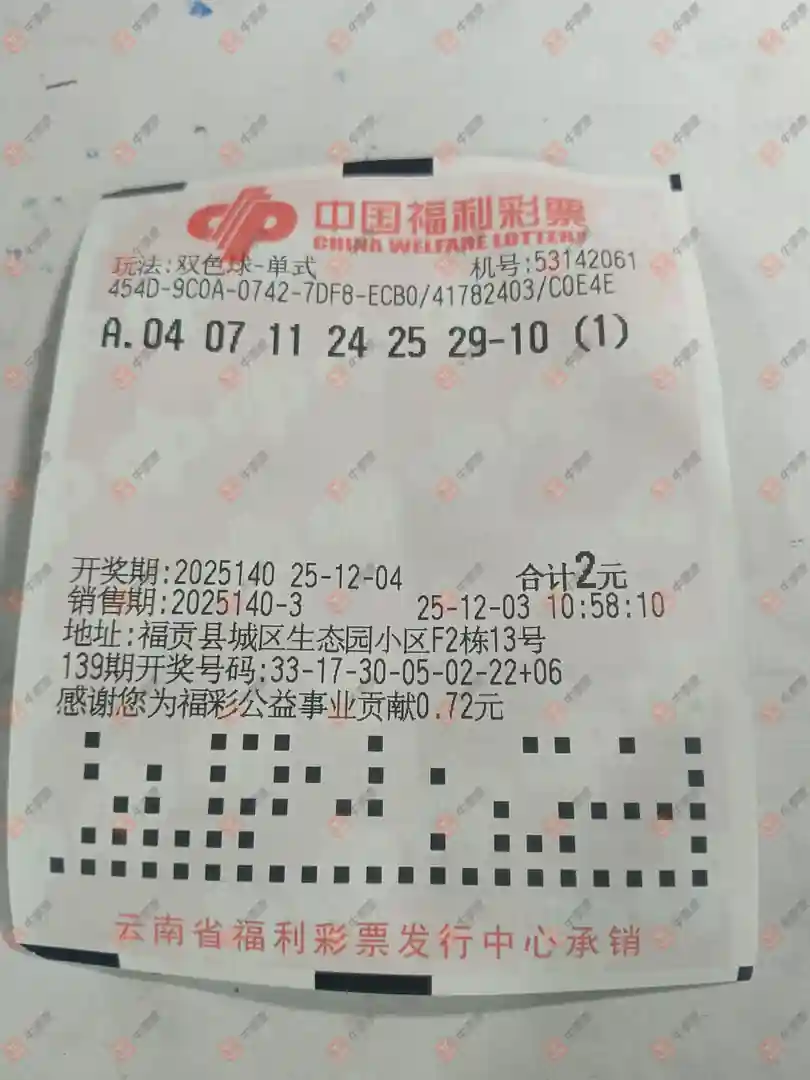 中国福利彩票
CHINA WELFARE LOTTERY
玩法:双色球-单式 机号:53142061
454D-9C0A-0742-7DF8-ECB0/41782403/C0E4E
A.04 07 11 24 25 29-10 (1)
开奖期:2025140 25-12-04 合计2元
销售期:2025140-3 25-12-03 10:58:10
地址:福贡县城区生态园小区F2栋13号
139期开奖号码:33-17-30-05-02-22+06
感谢您为福彩公益事业贡献0.72元
云南省福利彩票发行中心承销